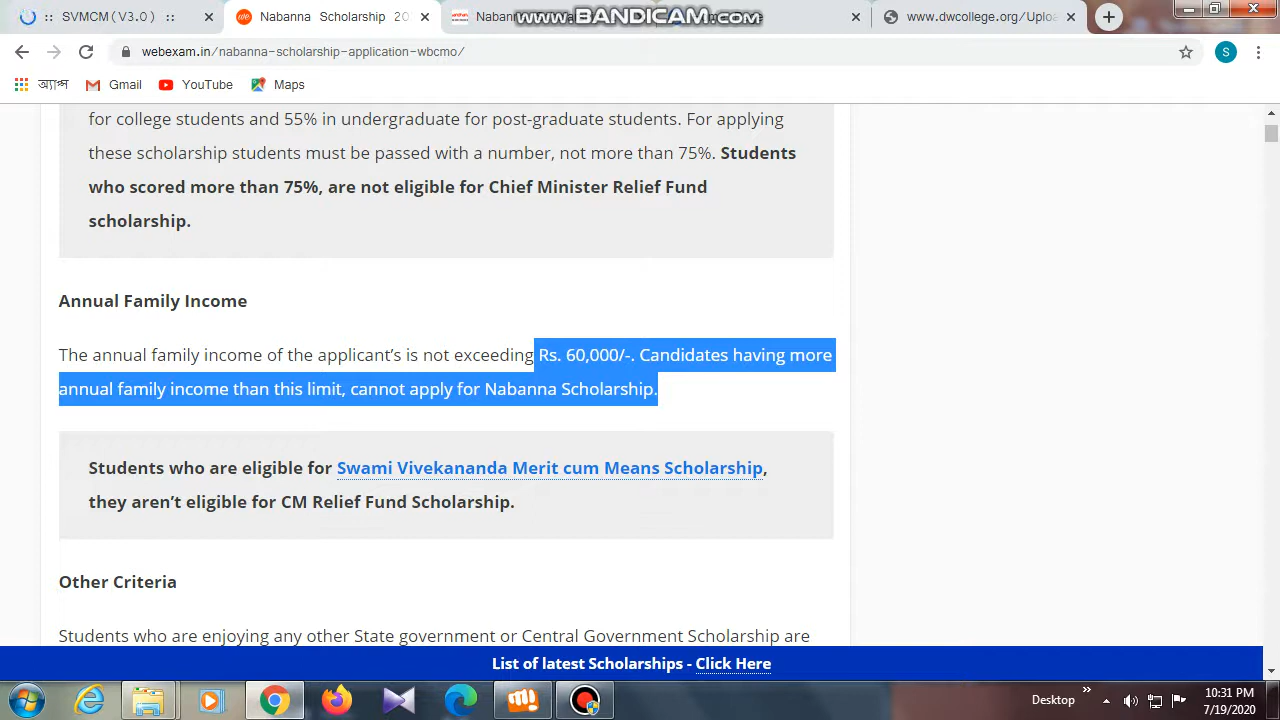 :: SVMCM ( V3.0 ) ::
Nabanna Scholarship 20
Naban
www.BANDICAM.com
www.dwcollege.org/Uploa
webexam.in/nabanna-scholarship-application-wbcmo/
S
অ্যাপ্স
Gmail
YouTube
Maps
for college students and 55% in undergraduate for post-graduate students. For applying
these scholarship students must be passed with a number, not more than 75%. Students
who scored more than 75%, are not eligible for Chief Minister Relief Fund
scholarship.
Annual Family Income
The annual family income of the applicant’s is not exceeding Rs. 60,000/-. Candidates having more
annual family income than this limit, cannot apply for Nabanna Scholarship.
Students who are eligible for Swami Vivekananda Merit cum Means Scholarship,
they aren’t eligible for CM Relief Fund Scholarship.
Other Criteria
Students who are enjoying any other State government or Central Government Scholarship are
List of latest Scholarships - Click Here
Desktop
10:31 PM
7/19/2020